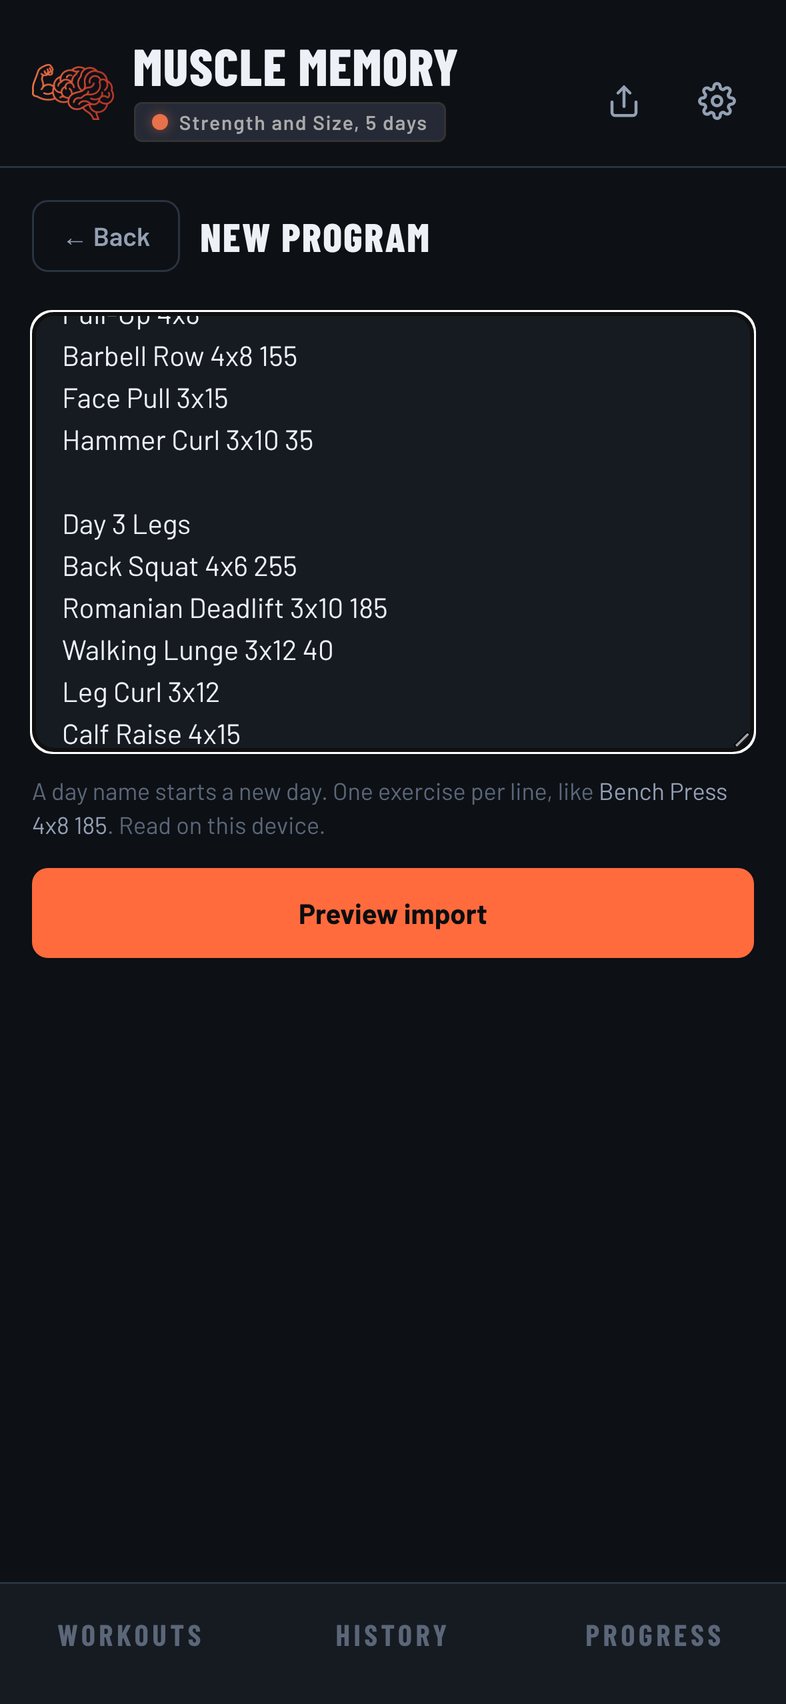 MUSCLE MEMORY
Strength and Size, 5 days
← Back
NEW PROGRAM
Pull-Up 4x8
Barbell Row 4x8 155
Face Pull 3x15
Hammer Curl 3x10 35
Day 3 Legs
Back Squat 4x6 255
Romanian Deadlift 3x10 185
Walking Lunge 3x12 40
Leg Curl 3x12
Calf Raise 4x15
A day name starts a new day. One exercise per line, like Bench Press
4x8 185. Read on this device.
Preview import
WORKOUTS
HISTORY
PROGRESS